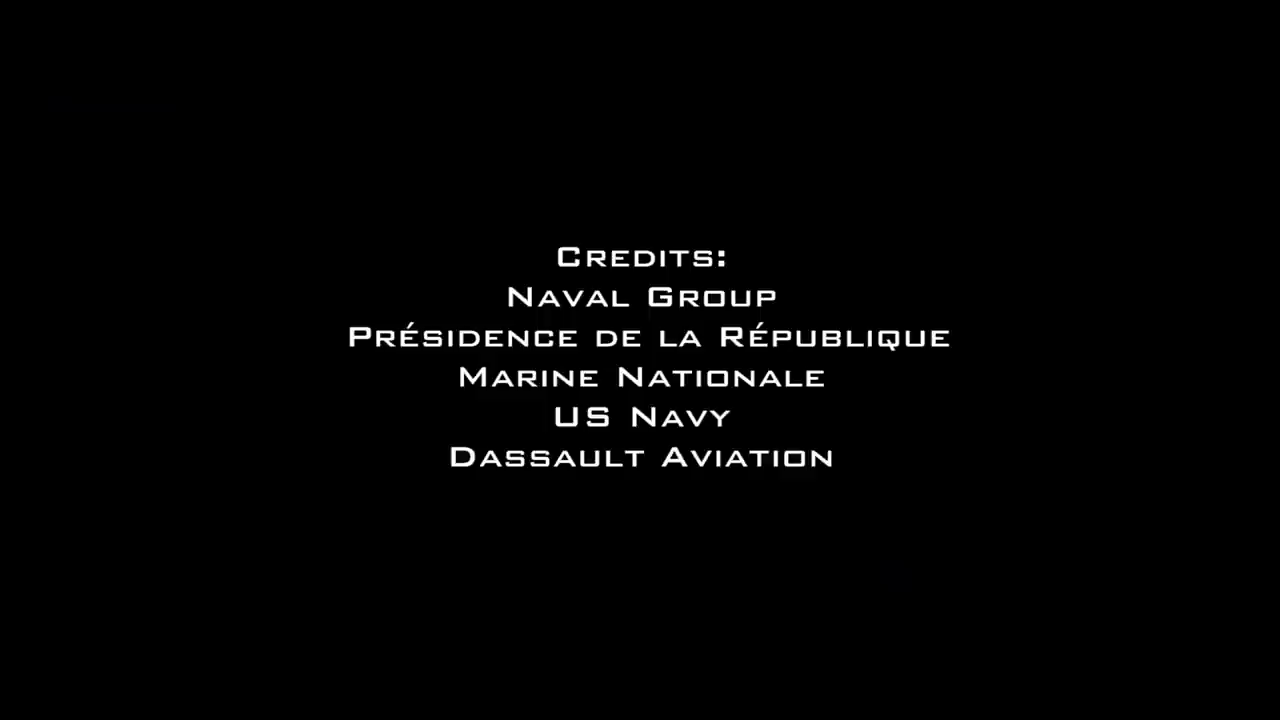 Credits:
Naval Group
Présidence de la République
Marine Nationale
US Navy
Dassault Aviation